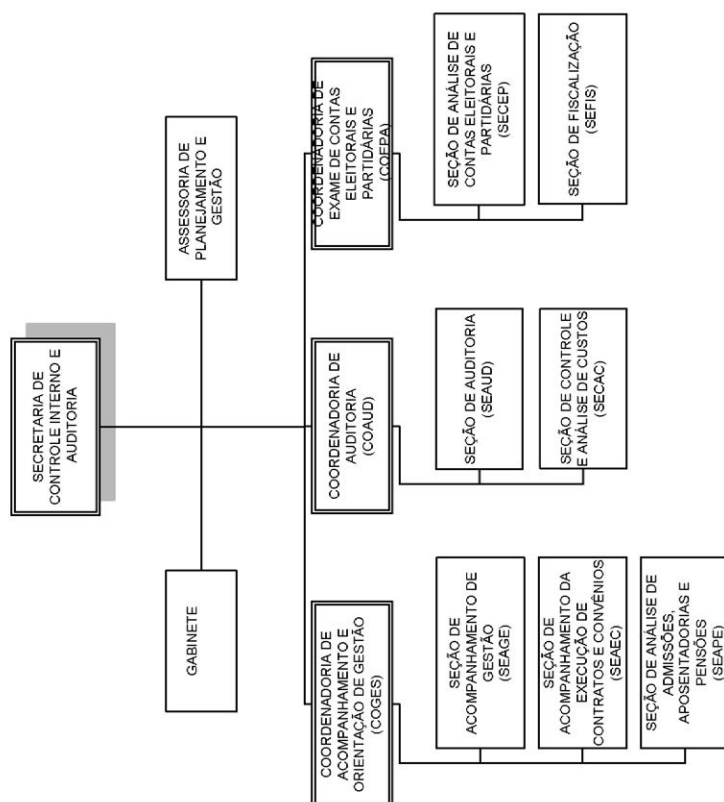 SECRETARIA DE
CONTROLE INTERNO E
AUDITORIA
GABINETE
ASSESSORIA DE
PLANEJAMENTO E
GESTÃO
COORDENADORIA DE
ACOMPANHAMENTO E
ORIENTAÇÃO DE GESTÃO
(COGES)
COORDENADORIA DE
AUDITORIA
(COAUD)
COORDENADORIA DE
EXAME DE CONTAS
ELEITORAIS E
PARTIDÁRIAS
(COEPA)
SEÇÃO DE
ACOMPANHAMENTO DE
GESTÃO
(SEAGE)
SEÇÃO DE
ACOMPANHAMENTO DA
EXECUÇÃO DE
CONTRATOS E CONVÊNIOS
(SEAEC)
SEÇÃO DE ANÁLISE DE
ADMISSÕES,
APOSENTADORIAS E
PENSÕES
(SEAPE)
SEÇÃO DE AUDITORIA
(SEAUD)
SEÇÃO DE CONTROLE
E ANÁLISE DE CUSTOS
(SECAC)
SEÇÃO DE ANÁLISE DE
CONTAS ELEITORAIS E
PARTIDÁRIAS
(SECEP)
SEÇÃO DE FISCALIZAÇÃO
(SEFIS)